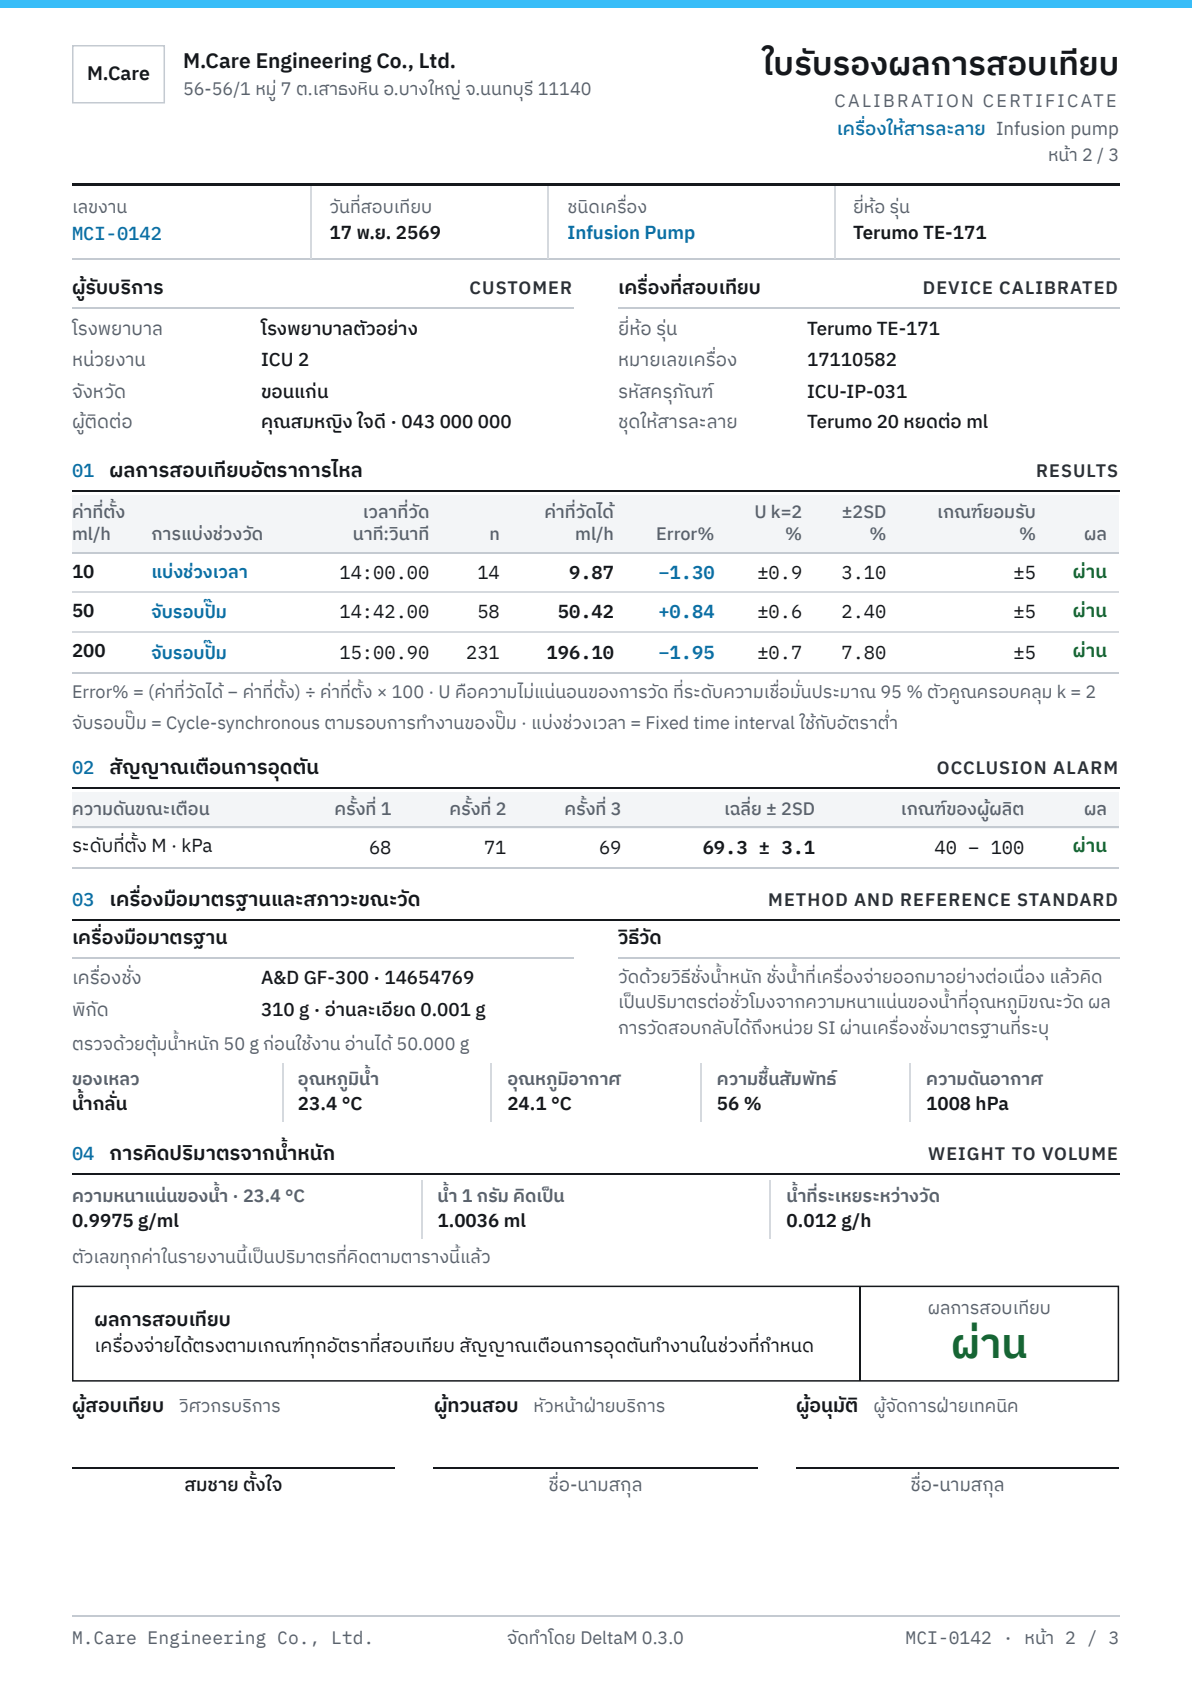 M.Care
M.Care Engineering Co., Ltd.
56-56/1 หมู่ 7 ต.เสาธงหิน อ.บางใหญ่ จ.นนทบุรี 11140
ใบรับรองผลการสอบเทียบ
CALIBRATION CERTIFICATE
เครื่องให้สารละลาย Infusion pump
หน้า 2 / 3
เลขงาน วันที่สอบเทียบ ชนิดเครื่อง ยี่ห้อ รุ่น
MCI-0142 17 พ.ย. 2569 Infusion Pump Terumo TE-171
ผู้รับบริการ CUSTOMER เครื่องที่สอบเทียบ DEVICE CALIBRATED
โรงพยาบาล โรงพยาบาลตัวอย่าง ยี่ห้อ รุ่น Terumo TE-171
หน่วยงาน ICU 2 หมายเลขเครื่อง 17110582
จังหวัด ขอนแก่น รหัสครุภัณฑ์ ICU-IP-031
ผู้ติดต่อ คุณสมหญิง ใจดี · 043 000 000 ชุดให้สารละลาย Terumo 20 หยดต่อ ml
01 ผลการสอบเทียบอัตราการไหล RESULTS
ค่าที่ตั้ง เวลาที่วัด ค่าที่วัดได้ U k=2 ±2SD เกณฑ์ยอมรับ
ml/h การแบ่งช่วงวัด นาที:วินาที n ml/h Error% % % % ผล
10 แบ่งช่วงเวลา 14:00.00 14 9.87 −1.30 ±0.9 3.10 ±5 ผ่าน
50 จับรอบปั๊ม 14:42.00 58 50.42 +0.84 ±0.6 2.40 ±5 ผ่าน
200 จับรอบปั๊ม 15:00.90 231 196.10 −1.95 ±0.7 7.80 ±5 ผ่าน
Error% = (ค่าที่วัดได้ − ค่าที่ตั้ง) ÷ ค่าที่ตั้ง × 100 · U คือความไม่แน่นอนของการวัด ที่ระดับความเชื่อมั่นประมาณ 95 % ตัวคูณครอบคลุม k = 2
จับรอบปั๊ม = Cycle-synchronous ตามรอบการทำงานของปั๊ม · แบ่งช่วงเวลา = Fixed time interval ใช้กับอัตราต่ำ
02 สัญญาณเตือนการอุดตัน OCCLUSION ALARM
ความดันขณะเตือน ครั้งที่ 1 ครั้งที่ 2 ครั้งที่ 3 เฉลี่ย ± 2SD เกณฑ์ของผู้ผลิต ผล
ระดับที่ตั้ง M · kPa 68 71 69 69.3 ± 3.1 40 – 100 ผ่าน
03 เครื่องมือมาตรฐานและสภาวะขณะวัด METHOD AND REFERENCE STANDARD
เครื่องมือมาตรฐาน วิธีวัด
เครื่องชั่ง A&D GF-300 · 14654769
พิกัด 310 g · อ่านละเอียด 0.001 g
ตรวจด้วยตุ้มน้ำหนัก 50 g ก่อนใช้งาน อ่านได้ 50.000 g
วัดด้วยวิธีชั่งน้ำหนัก ชั่งน้ำที่เครื่องจ่ายออกมาอย่างต่อเนื่อง แล้วคิด
เป็นปริมาตรต่อชั่วโมงจากความหนาแน่นของน้ำที่อุณหภูมิขณะวัด ผล
การวัดสอบกลับได้ถึงหน่วย SI ผ่านเครื่องชั่งมาตรฐานที่ระบุ
ของเหลว อุณหภูมิน้ำ อุณหภูมิอากาศ ความชื้นสัมพัทธ์ ความดันอากาศ
น้ำกลั่น 23.4 °C 24.1 °C 56 % 1008 hPa
04 การคิดปริมาตรจากน้ำหนัก WEIGHT TO VOLUME
ความหนาแน่นของน้ำ · 23.4 °C น้ำ 1 กรัม คิดเป็น น้ำที่ระเหยระหว่างวัด
0.9975 g/ml 1.0036 ml 0.012 g/h
ตัวเลขทุกค่าในรายงานนี้เป็นปริมาตรที่คิดตามตารางนี้แล้ว
ผลการสอบเทียบ
เครื่องจ่ายได้ตรงตามเกณฑ์ทุกอัตราที่สอบเทียบ สัญญาณเตือนการอุดตันทำงานในช่วงที่กำหนด
ผลการสอบเทียบ
ผ่าน
ผู้สอบเทียบ วิศวกรบริการ ผู้ทวนสอบ หัวหน้าฝ่ายบริการ ผู้อนุมัติ ผู้จัดการฝ่ายเทคนิค
สมชาย ตั้งใจ ชื่อ-นามสกุล ชื่อ-นามสกุล
M.Care Engineering Co., Ltd. จัดทำโดย DeltaM 0.3.0 MCI-0142 · หน้า 2 / 3